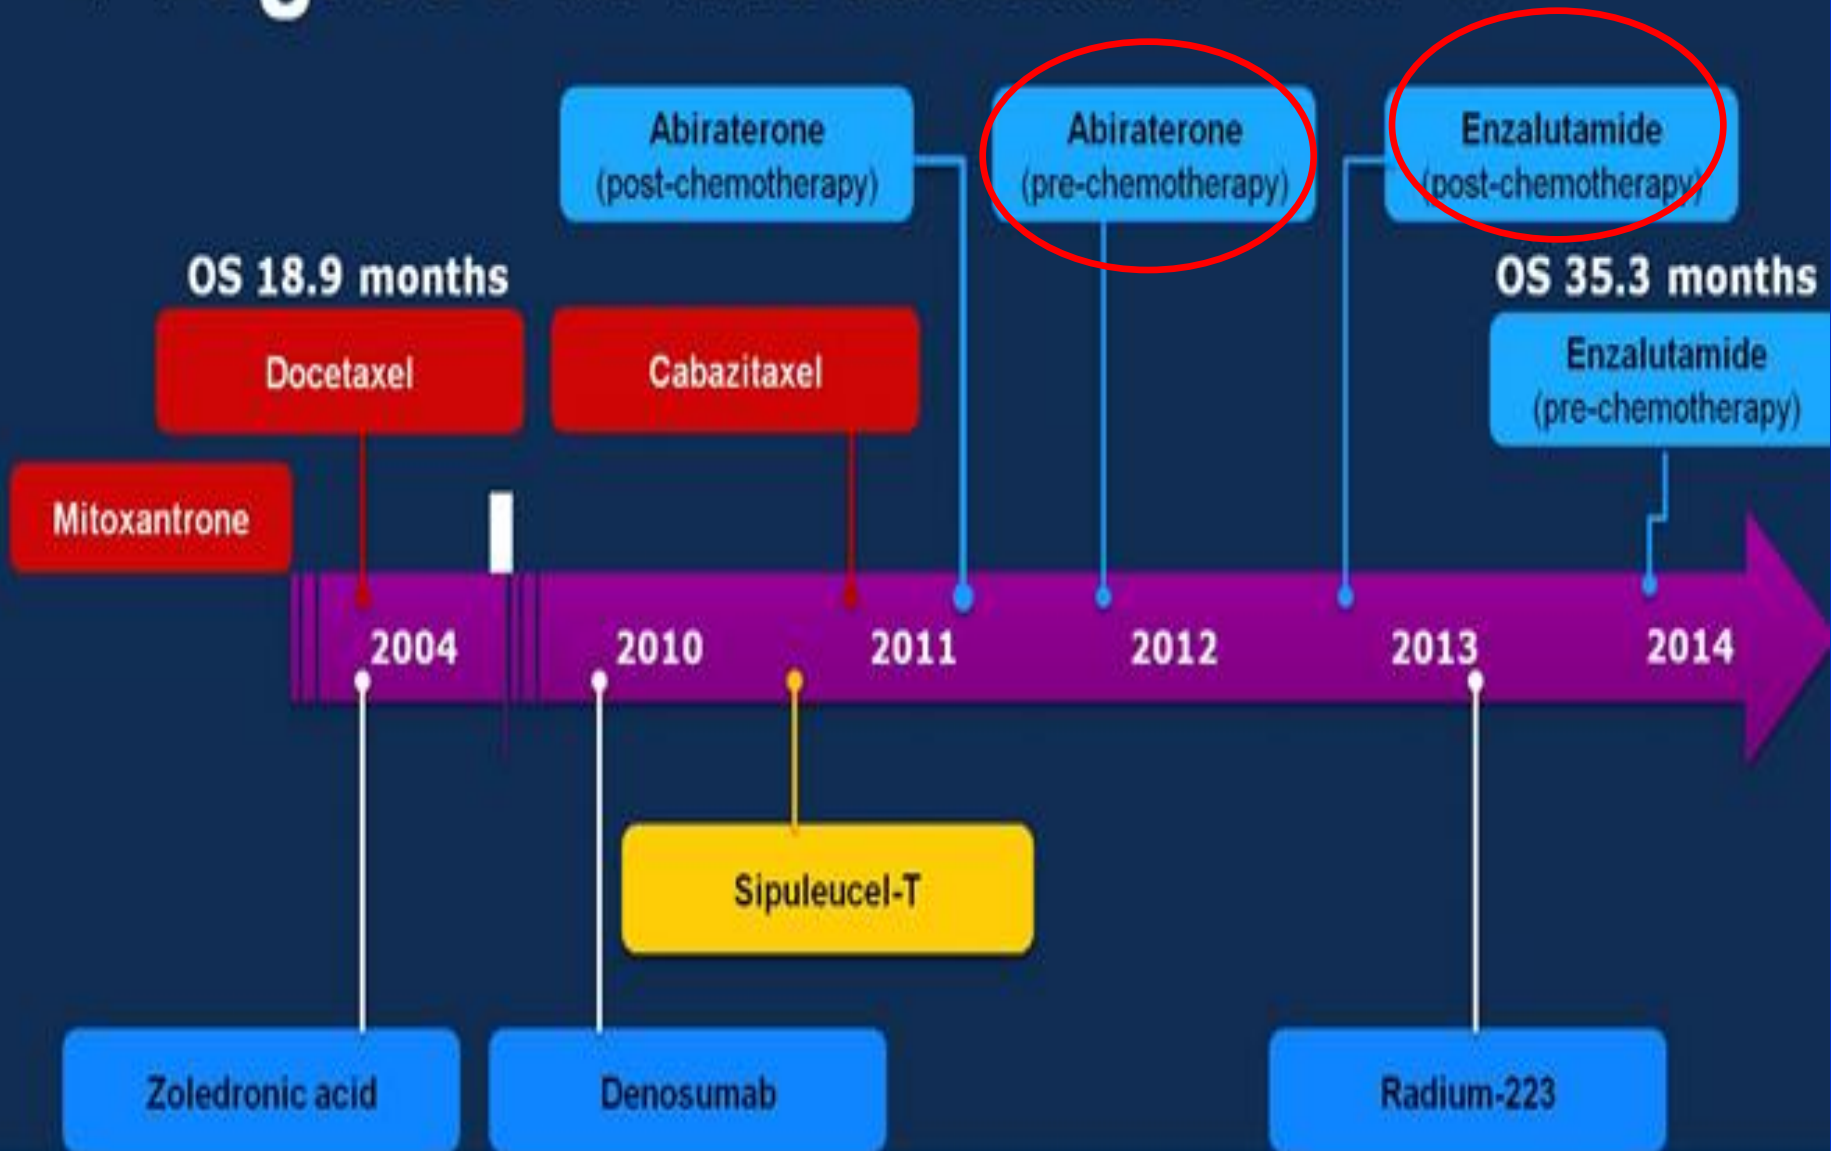 Abiraterone
(post-chemotherapy)
Abiraterone
(pre-chemotherapy)
Enzalutamide
(post-chemotherapy)
OS 18.9 months
OS 35.3 months
Docetaxel
Cabazitaxel
Enzalutamide
(pre-chemotherapy)
Mitoxantrone
2004
2010
2011
2012
2013
2014
Sipuleucel-T
Zoledronic acid
Denosumab
Radium-223